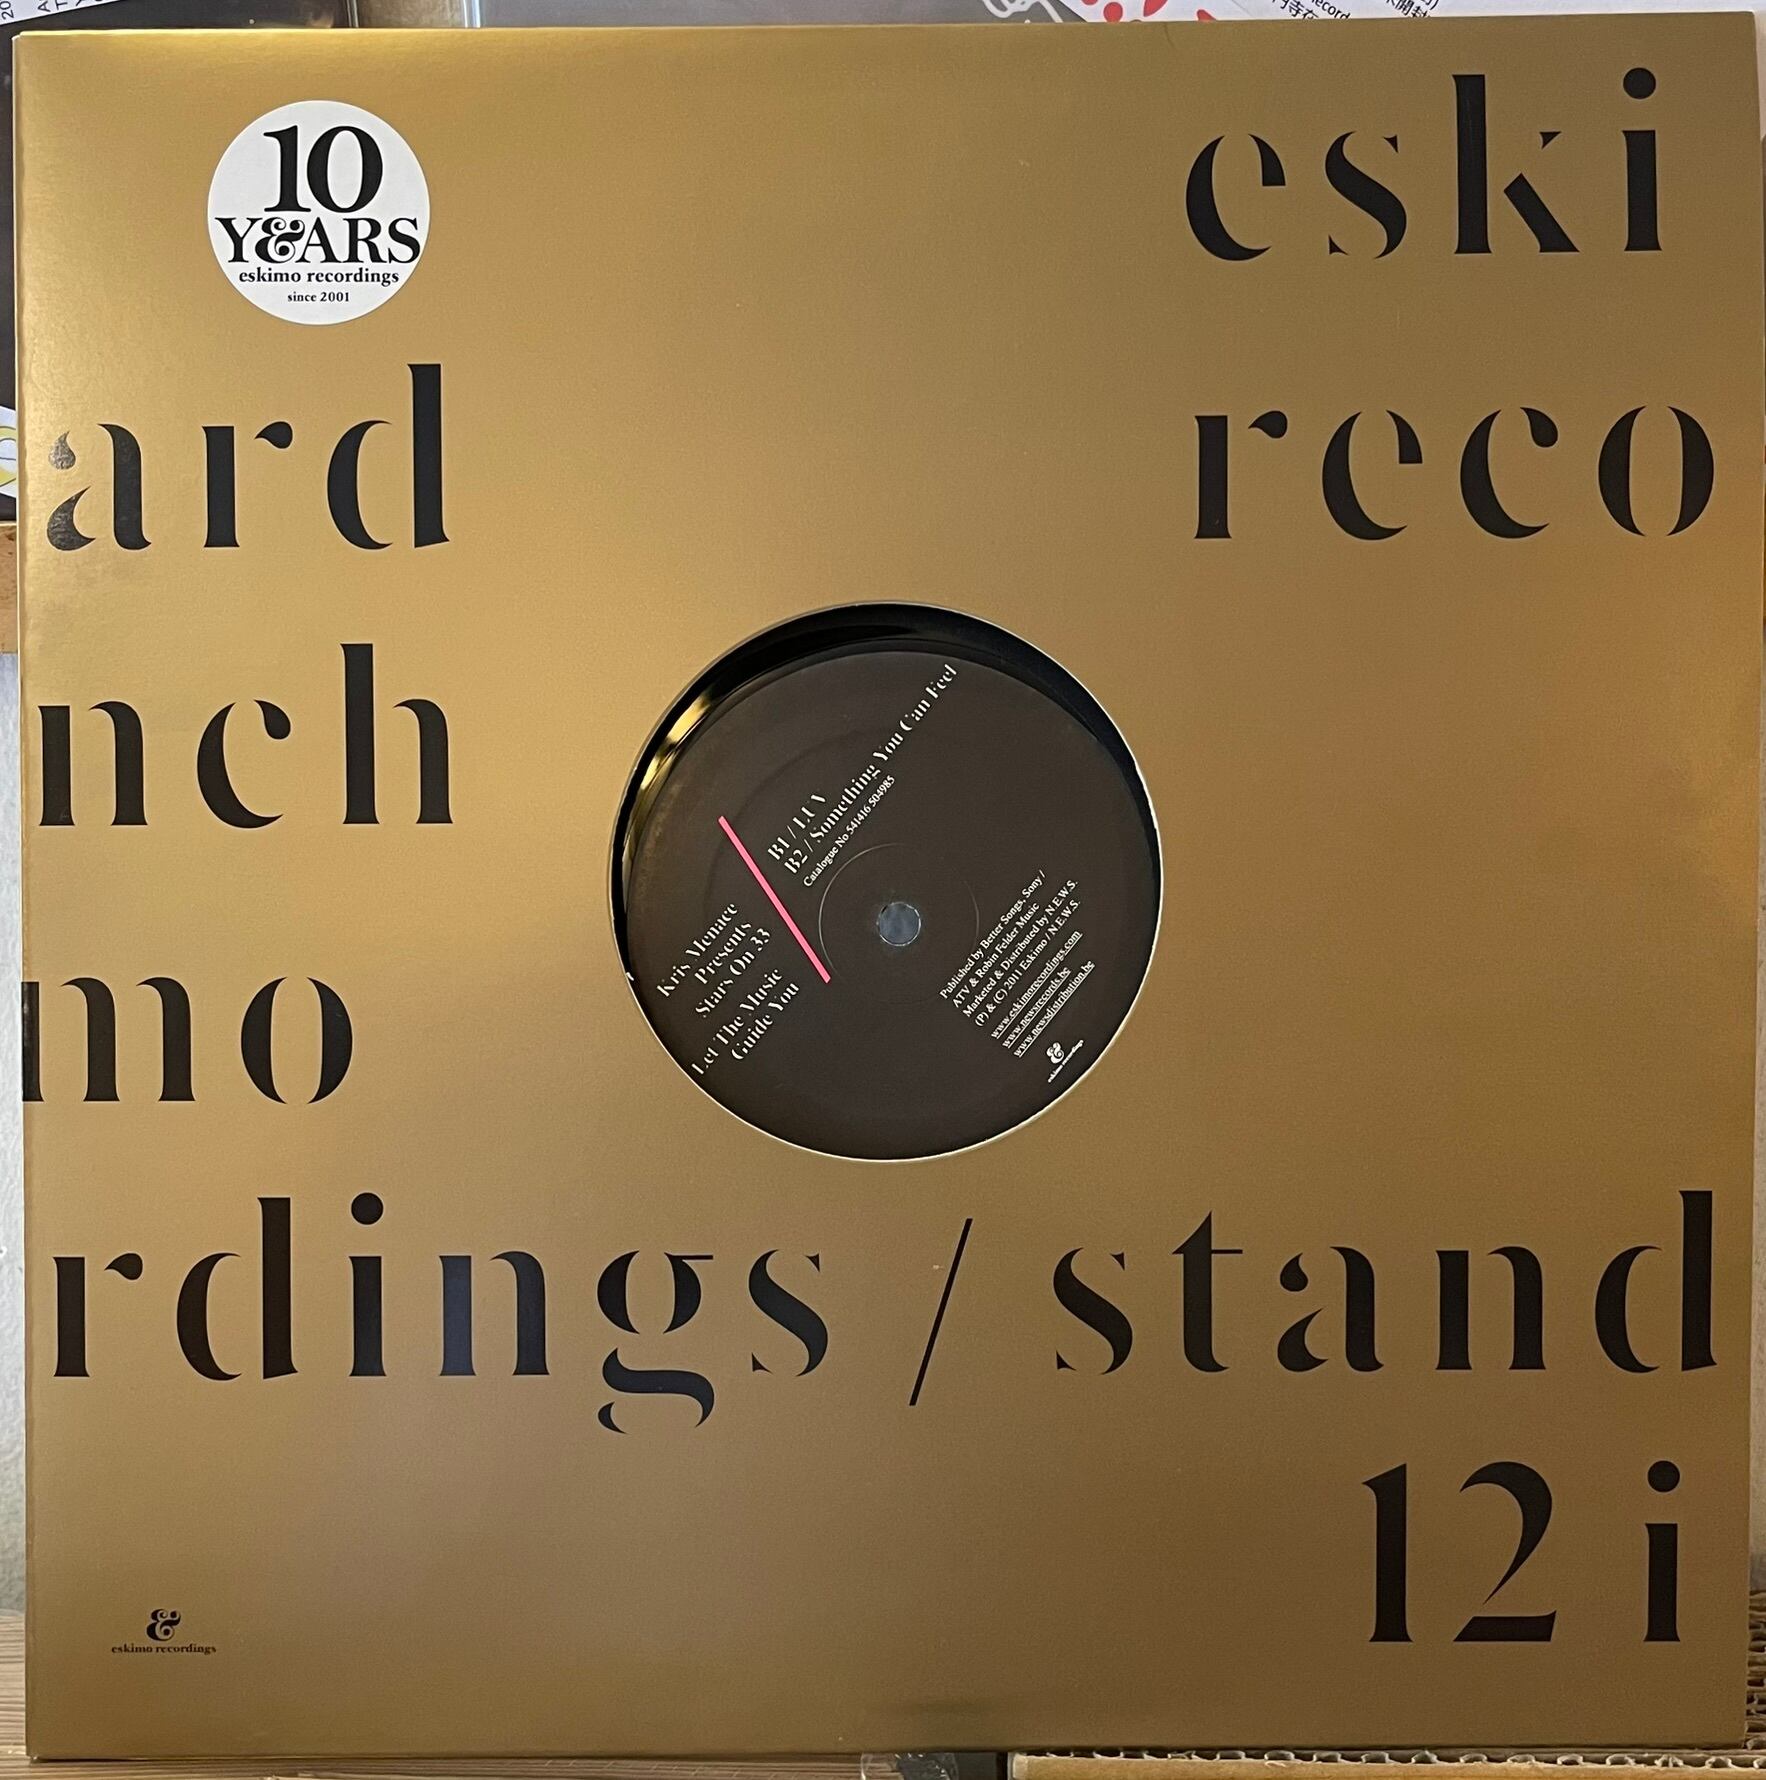 10
Y&ARS
eskimo recordings
since 2001
eski
ard
reco
nch
mo
rdings / stand
12 i
Kris Menace
Presents
Stars On 33
Let The Music
Guide You
B1 / LUV
B2 / Something You Can Feel
Catalogue No 541416 504985
Published by Better Songs, Sony /
ATV & Robin Felder Music
Marketed & Distributed by N.E.W.S.
(P) & (C) 2011 Eskimo / N.E.W.S.
www.eskimorecordings.com
www.newsrecords.be
www.newsdistribution.be
&
eskimo recordings
&
eskimo recordings